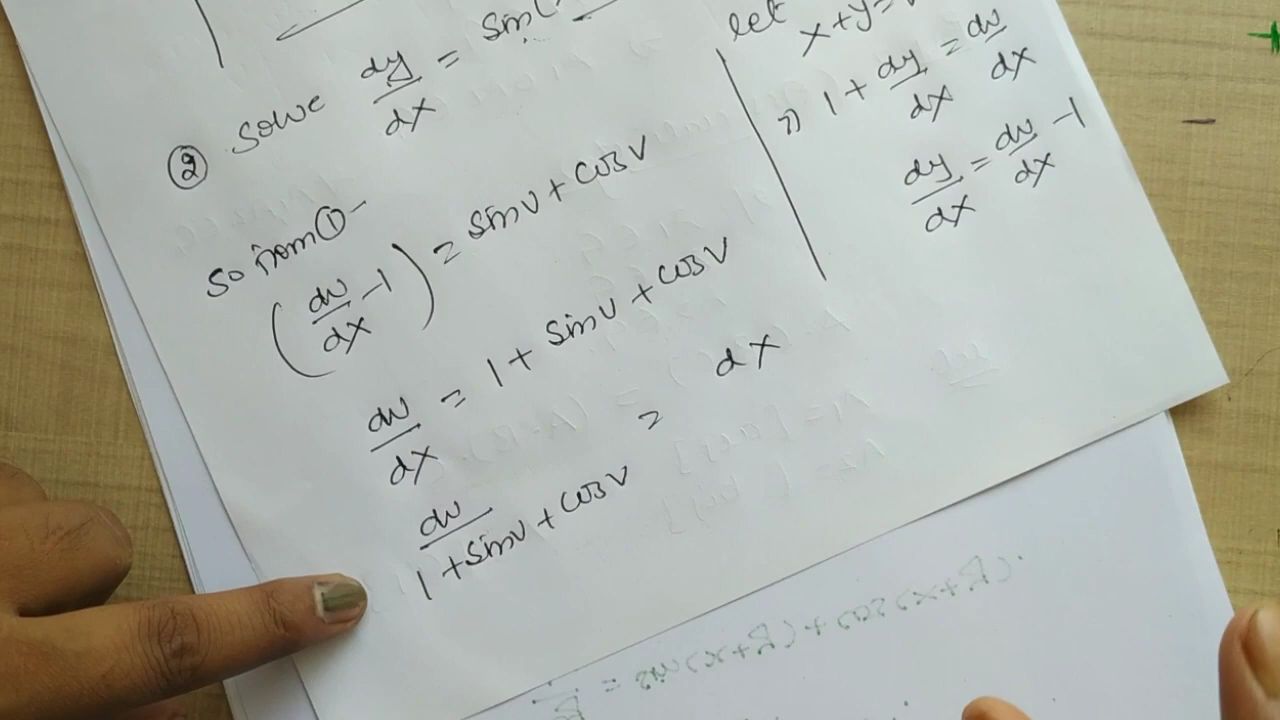 ② Solve dy/dx = Sin(
let x+y=
⇒ 1 + dy/dx = dv/dx
dy/dx = dv/dx - 1
So from ① -
(dv/dx - 1) = sinv + cosv
dv/dx = 1 + sinv + cosv
dv/(1 + sinv + cosv) = dx